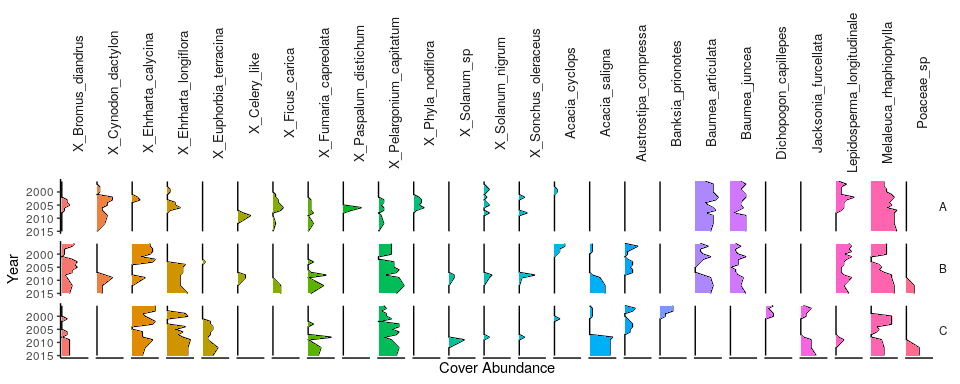 X_Bromus_diandrus
X_Cynodon_dactylon
X_Ehrharta_calycina
X_Ehrharta_longiflora
X_Euphorbia_terracina
X_Celery_like
X_Ficus_carica
X_Fumaria_capreolata
X_Paspalum_distichum
X_Pelargonium_capitatum
X_Phyla_nodiflora
X_Solanum_sp
X_Solanum_nigrum
X_Sonchus_oleraceus
Acacia_cyclops
Acacia_saligna
Austrostipa_compressa
Banksia_prionotes
Baumea_articulata
Baumea_juncea
Dichopogon_capillepes
Jacksonia_furcellata
Lepidosperma_longitudinale
Melaleuca_rhaphiophylla
Poaceae_sp
2000
2005
2010
2015
A
2000
2005
2010
2015
B
2000
2005
2010
2015
C
Year
Cover Abundance